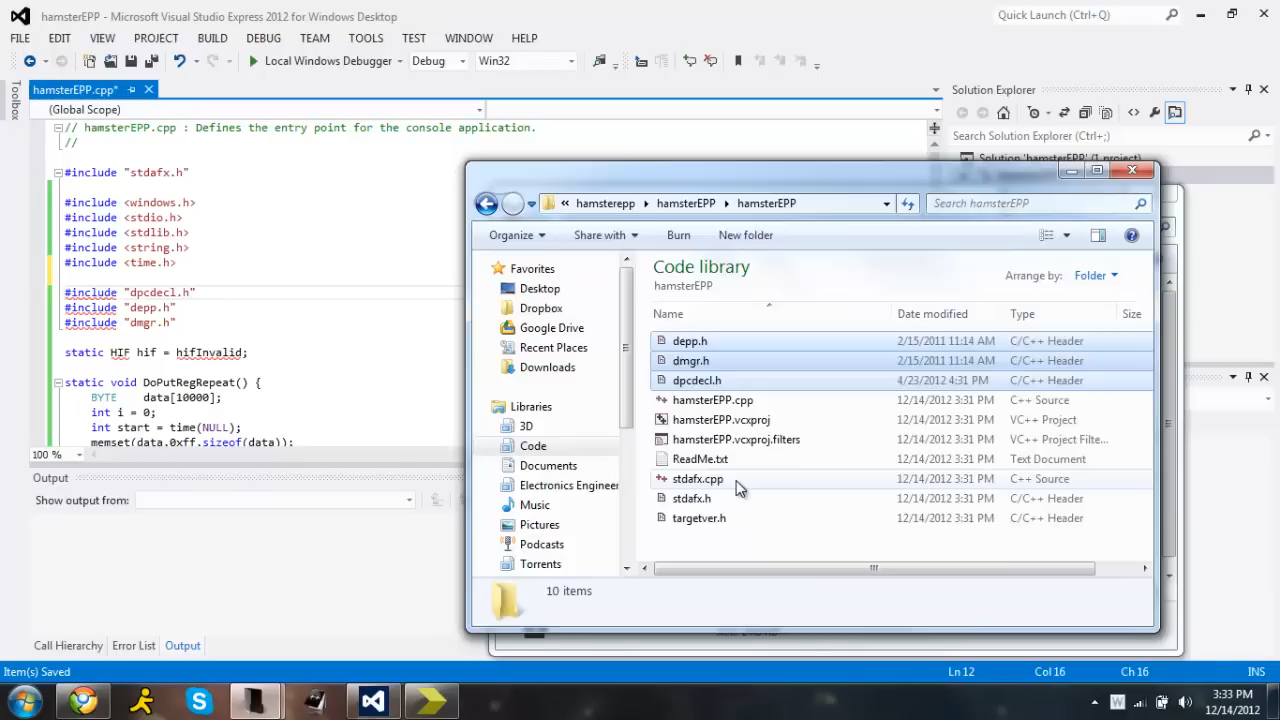 hamsterEPP - Microsoft Visual Studio Express 2012 for Windows Desktop
Quick Launch (Ctrl+Q)
FILE EDIT VIEW PROJECT BUILD DEBUG TEAM TOOLS TEST WINDOW HELP
Local Windows Debugger Debug Win32
Toolbox
hamsterEPP.cpp*
Solution Explorer
(Global Scope)
Search Solution Explorer (Ctrl+;)
// hamsterEPP.cpp : Defines the entry point for the console application.
//
Solution 'hamsterEPP' (1 project)
#include "stdafx.h"
#include <windows.h>
#include <stdio.h>
#include <stdlib.h>
#include <string.h>
#include <time.h>
#include "dpcdecl.h"
#include "depp.h"
#include "dmgr.h"
static HIF hif = hifInvalid;
static void DoPutRegRepeat() {
BYTE data[10000];
int i = 0;
int start = time(NULL);
memset(data,0xff,sizeof(data));
100 %
Output
Show output from:
Call Hierarchy Error List Output
Item(s) Saved
Ln 12 Col 16 Ch 16 INS
« hamsterepp hamsterEPP hamsterEPP
Search hamsterEPP
Organize Share with Burn New folder
Favorites
Desktop
Dropbox
Google Drive
Recent Places
Downloads
Libraries
3D
Code
Documents
Electronics Engineer
Music
Pictures
Podcasts
Torrents
Code library
hamsterEPP
Arrange by: Folder
Name Date modified Type Size
depp.h 2/15/2011 11:14 AM C/C++ Header
dmgr.h 2/15/2011 11:14 AM C/C++ Header
dpcdecl.h 4/23/2012 4:31 PM C/C++ Header
hamsterEPP.cpp 12/14/2012 3:31 PM C++ Source
hamsterEPP.vcxproj 12/14/2012 3:31 PM VC++ Project
hamsterEPP.vcxproj.filters 12/14/2012 3:31 PM VC++ Project Filte...
ReadMe.txt 12/14/2012 3:31 PM Text Document
stdafx.cpp 12/14/2012 3:31 PM C++ Source
stdafx.h 12/14/2012 3:31 PM C/C++ Header
targetver.h 12/14/2012 3:31 PM C/C++ Header
10 items
W
3:33 PM
12/14/2012